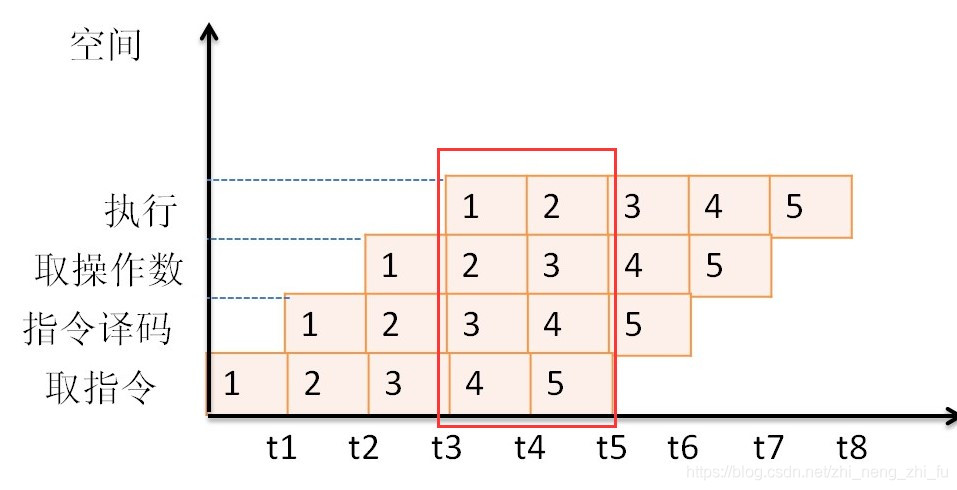 空间
执行 1 2 3 4 5
取操作数 1 2 3 4 5
指令译码 1 2 3 4 5
取指令 1 2 3 4 5
t1 t2 t3 t4 t5 t6 t7 t8
https://blog.csdn.net/zhi_neng_zhi_fu